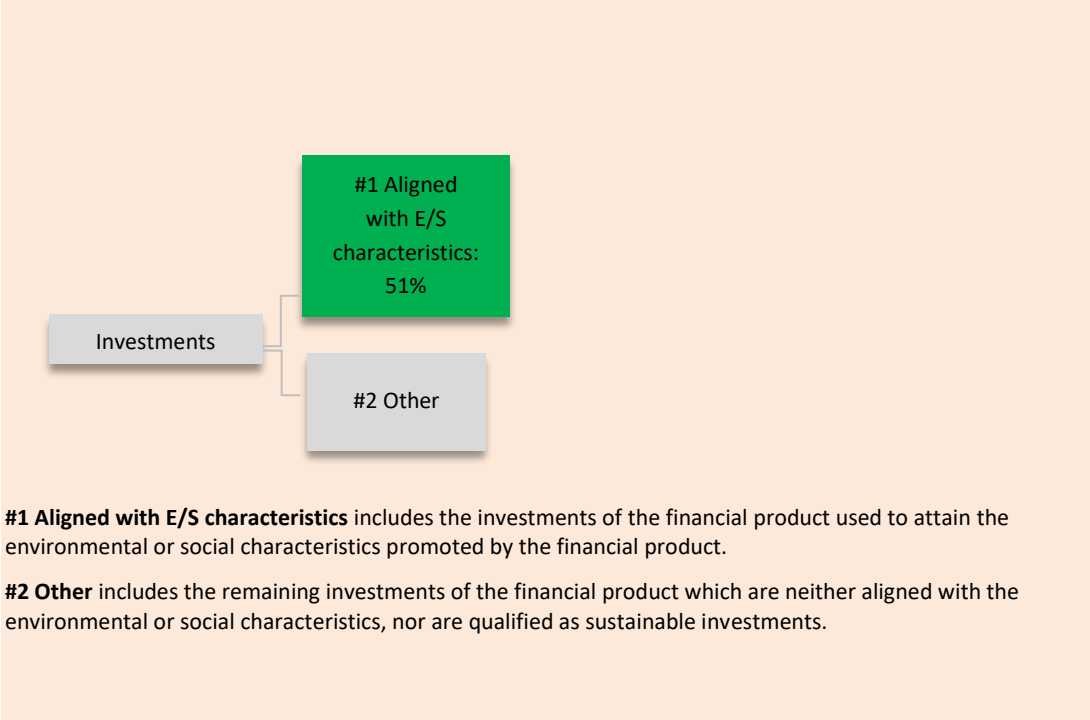 #1 Aligned
with E/S
characteristics:
51%
Investments
#2 Other
#1 Aligned with E/S characteristics includes the investments of the financial product used to attain the
environmental or social characteristics promoted by the financial product.
#2 Other includes the remaining investments of the financial product which are neither aligned with the
environmental or social characteristics, nor are qualified as sustainable investments.